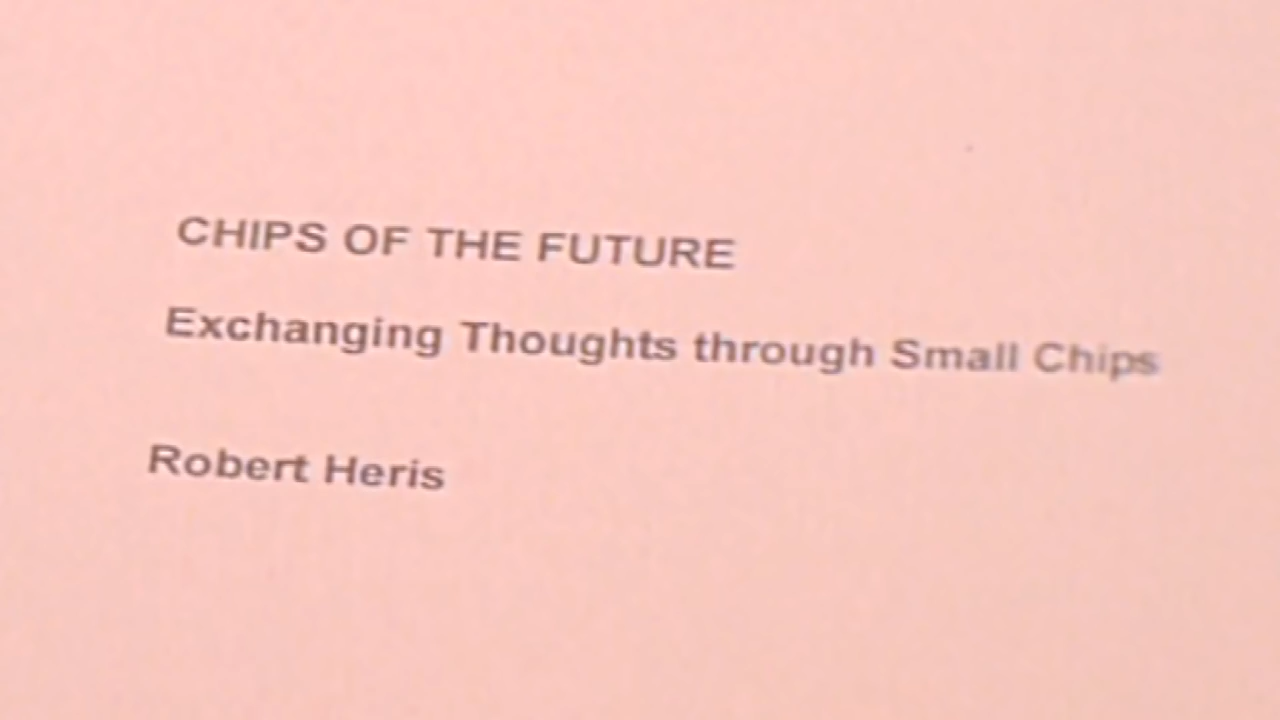 CHIPS OF THE FUTURE
Exchanging Thoughts through Small Chips
Robert Heris